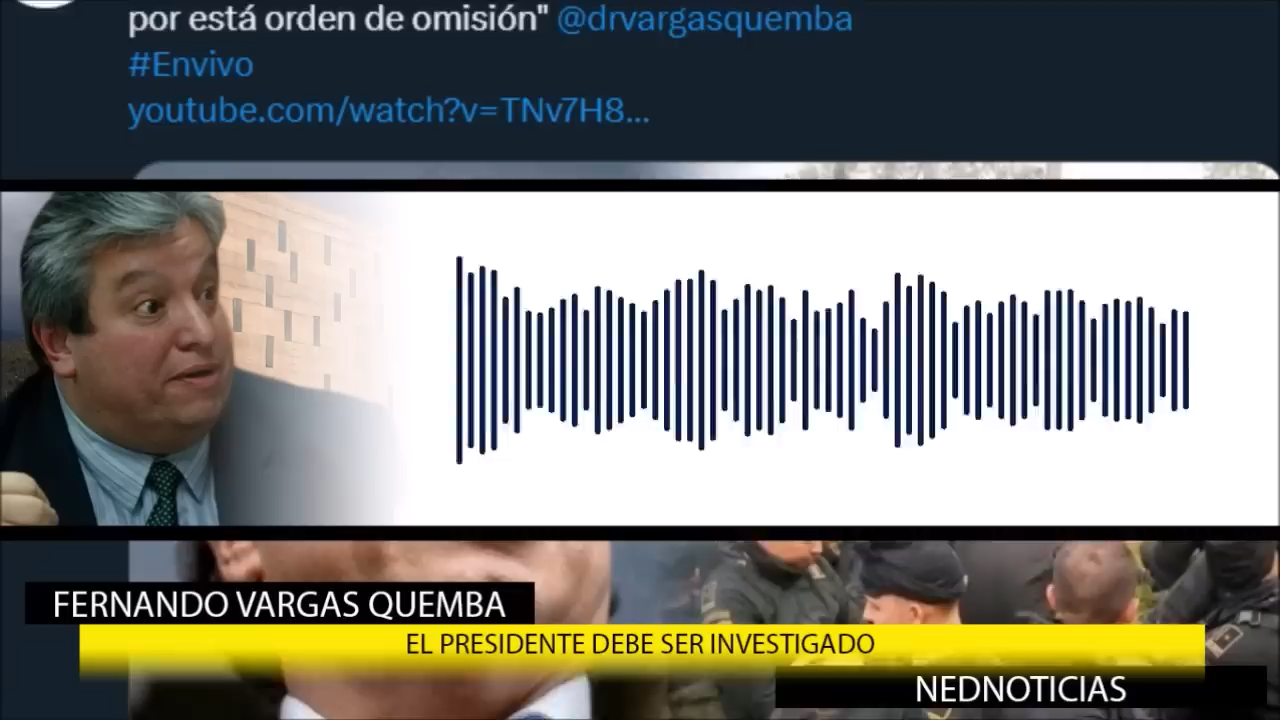 por está orden de omisión" @drvargasquemba
#Envivo
youtube.com/watch?v=TNv7H8...
FERNANDO VARGAS QUEMBA
EL PRESIDENTE DEBE SER INVESTIGADO
NEDNOTICIAS